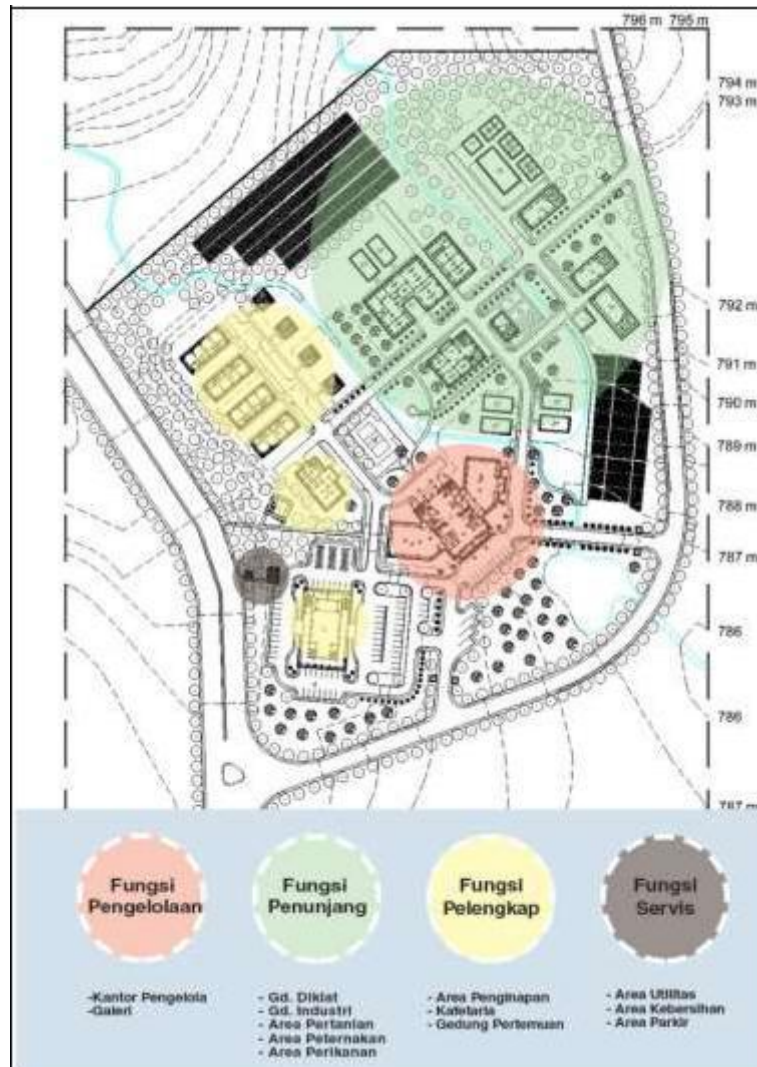 796 m 795 m
794 m
793 m
792 m
791 m
790 m
789 m
788 m
787 m
786 m
786 m
787 m
Fungsi
Pengelolaan
Fungsi
Penunjang
Fungsi
Pelengkap
Fungsi
Servis
-Kantor Pengelola
-Galeri
- Gd. Diklat
- Gd. Industri
- Area Pertanian
- Area Peternakan
- Area Perikanan
- Area Penginapan
- Kafetaria
- Gedung Pertemuan
- Area Utilitas
- Area Kebersihan
- Area Parkir